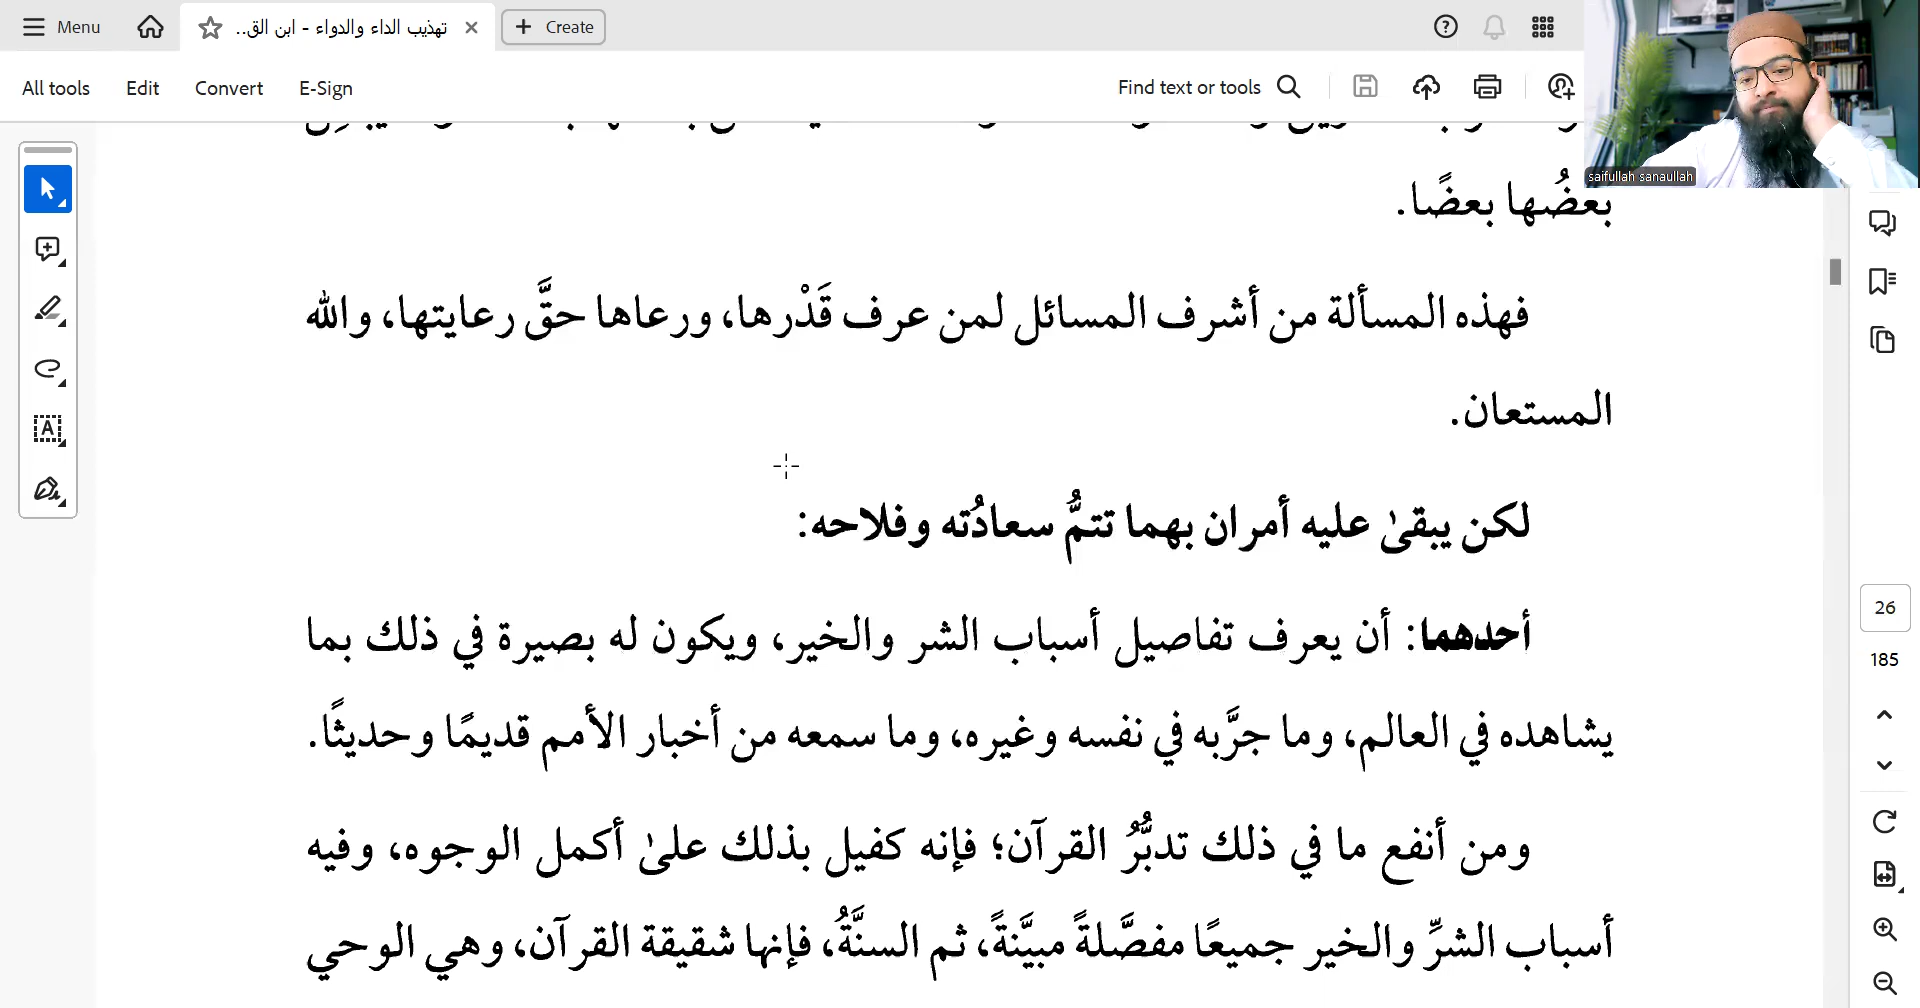 Menu
تهذيب الداء والدواء - ابن الق..
Create
All tools
Edit
Convert
E-Sign
Find text or tools
saifullah sanaullah
بعضُها بعضًا.
فهذه المسألة من أشرف المسائل لمن عرف قَدْرها، ورعاها حقَّ رعايتها، والله
المستعان.
لكن يبقىٰ عليه أمران بهما تتمُّ سعادُته وفلاحه:
أحدهما: أن يعرف تفاصيل أسباب الشر والخير، ويكون له بصيرة في ذلك بما
يشاهده في العالم، وما جرَّبه في نفسه وغيره، وما سمعه من أخبار الأمم قديمًا وحديثًا.
ومن أنفع ما في ذلك تدبُّرُ القرآن؛ فإنه كفيل بذلك علىٰ أكمل الوجوه، وفيه
أسباب الشرِّ والخير جميعًا مفصَّلةً مبيَّنةً، ثم السنَّةُ، فإنها شقيقة القرآن، وهي الوحي
26
185